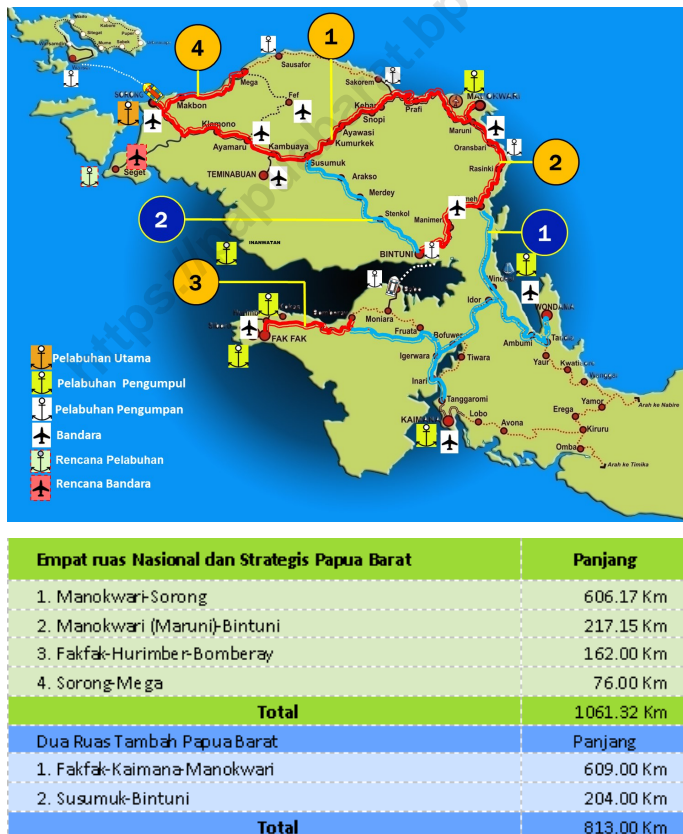 4
1
Sausafor
Mega
Sakorem
SORONG
Makbon
Fef
Kebar
Prafi
MANOKWARI
Snopi
Klamono
Ayawasi
Maruni
Ayamaru
Kambuaya
Kumurkek
Oransbari
Susumuk
Rasinki
2
Seget
TEMINABUAN
Arakso
Merdey
2
Stenkol
Manimeri
1
INANWATAN
BINTUNI
3
Idor
Moniara
FAK FAK
Fruata
Bofuwer
Ambumi
Igerwara
Tiwara
Yaur
Inari
Tanggaromi
Lobo
Yamor
Arah ke Nabire
Avona
Erega
Kiruru
Omba
Arah ke Timika
Pelabuhan Utama
Pelabuhan Pengumpul
Pelabuhan Pengumpan
Bandara
Rencana Pelabuhan
Rencana Bandara
Empat ruas Nasional dan Strategis Papua Barat Panjang
1. Manokwari-Sorong 606.17 Km
2. Manokwari (Maruni)-Bintuni 217.15 Km
3. Fakfak-Hurimber-Bomberay 162.00 Km
4. Sorong-Mega 76.00 Km
Total 1061.32 Km
Dua Ruas Tambah Papua Barat Panjang
1. Fakfak-Kaimana-Manokwari 609.00 Km
2. Susumuk-Bintuni 204.00 Km
Total 813.00 Km